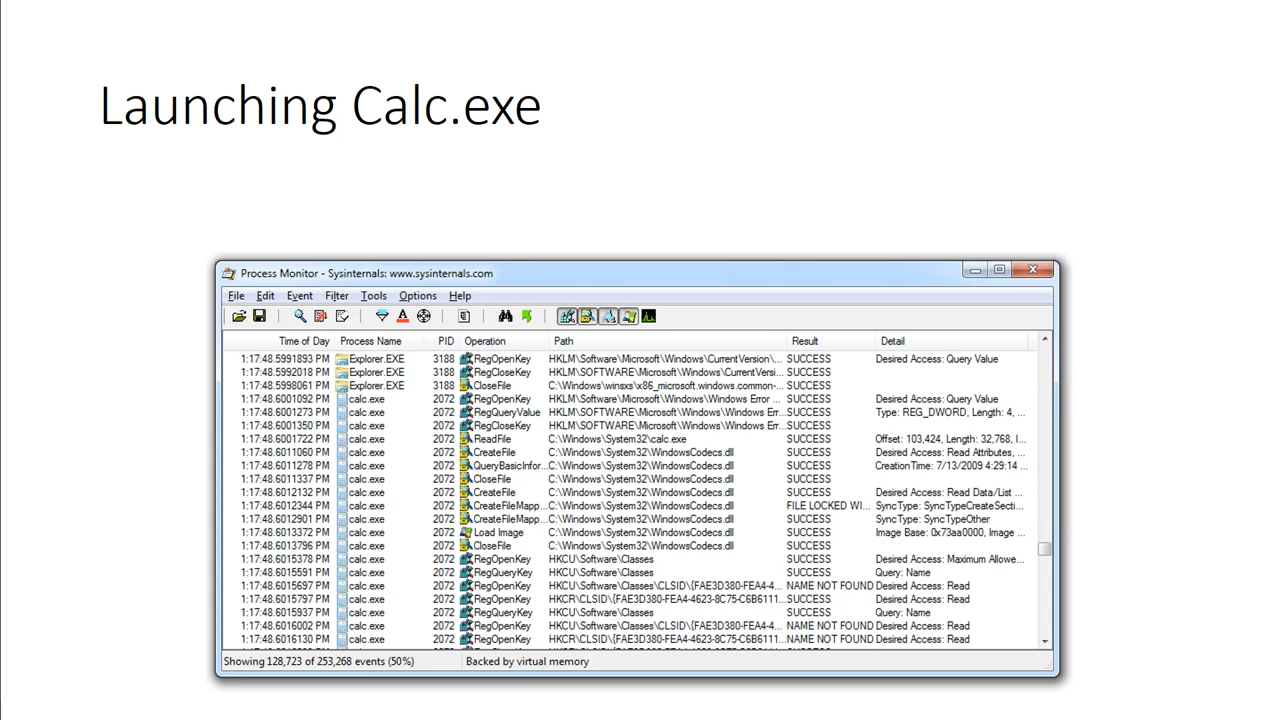 Launching Calc.exe
Process Monitor - Sysinternals: www.sysinternals.com
File Edit Event Filter Tools Options Help
Time of Day Process Name PID Operation Path Result Detail
1:17:48.5991893 PM Explorer.EXE 3188 RegOpenKey HKLM\Software\Microsoft\Windows\CurrentVersion\... SUCCESS Desired Access: Query Value
1:17:48.5992018 PM Explorer.EXE 3188 RegCloseKey HKLM\SOFTWARE\Microsoft\Windows\CurrentVersi... SUCCESS
1:17:48.5998061 PM Explorer.EXE 3188 CloseFile C:\Windows\winsxs\x86_microsoft.windows.common-... SUCCESS
1:17:48.6001092 PM calc.exe 2072 RegOpenKey HKLM\Software\Microsoft\Windows\Windows Error ... SUCCESS Desired Access: Query Value
1:17:48.6001273 PM calc.exe 2072 RegQueryValue HKLM\SOFTWARE\Microsoft\Windows\Windows Err... SUCCESS Type: REG_DWORD, Length: 4, ...
1:17:48.6001350 PM calc.exe 2072 RegCloseKey HKLM\SOFTWARE\Microsoft\Windows\Windows Err... SUCCESS
1:17:48.6001722 PM calc.exe 2072 ReadFile C:\Windows\System32\calc.exe SUCCESS Offset: 103,424, Length: 32,768, I...
1:17:48.6011060 PM calc.exe 2072 CreateFile C:\Windows\System32\WindowsCodecs.dll SUCCESS Desired Access: Read Attributes, ...
1:17:48.6011278 PM calc.exe 2072 QueryBasicInfor... C:\Windows\System32\WindowsCodecs.dll SUCCESS CreationTime: 7/13/2009 4:29:14 ...
1:17:48.6011337 PM calc.exe 2072 CloseFile C:\Windows\System32\WindowsCodecs.dll SUCCESS
1:17:48.6012132 PM calc.exe 2072 CreateFile C:\Windows\System32\WindowsCodecs.dll SUCCESS Desired Access: Read Data/List ...
1:17:48.6012344 PM calc.exe 2072 CreateFileMapp... C:\Windows\System32\WindowsCodecs.dll FILE LOCKED WI... SyncType: SyncTypeCreateSecti...
1:17:48.6012901 PM calc.exe 2072 CreateFileMapp... C:\Windows\System32\WindowsCodecs.dll SUCCESS SyncType: SyncTypeOther
1:17:48.6013372 PM calc.exe 2072 Load Image C:\Windows\System32\WindowsCodecs.dll SUCCESS Image Base: 0x73aa0000, Image ...
1:17:48.6013796 PM calc.exe 2072 CloseFile C:\Windows\System32\WindowsCodecs.dll SUCCESS
1:17:48.6015378 PM calc.exe 2072 RegOpenKey HKCU\Software\Classes SUCCESS Desired Access: Maximum Allowe...
1:17:48.6015591 PM calc.exe 2072 RegQueryKey HKCU\Software\Classes SUCCESS Query: Name
1:17:48.6015697 PM calc.exe 2072 RegOpenKey HKCU\Software\Classes\CLSID\{FAE3D380-FEA4-4... NAME NOT FOUND Desired Access: Read
1:17:48.6015797 PM calc.exe 2072 RegOpenKey HKCR\CLSID\{FAE3D380-FEA4-4623-8C75-C6B6111... SUCCESS Desired Access: Read
1:17:48.6015937 PM calc.exe 2072 RegQueryKey HKCU\Software\Classes SUCCESS Query: Name
1:17:48.6016002 PM calc.exe 2072 RegOpenKey HKCU\Software\Classes\CLSID\{FAE3D380-FEA4-4... NAME NOT FOUND Desired Access: Read
1:17:48.6016130 PM calc.exe 2072 RegOpenKey HKCR\CLSID\{FAE3D380-FEA4-4623-8C75-C6B6111... NAME NOT FOUND Desired Access: Read
Showing 128,723 of 253,268 events (50%) Backed by virtual memory